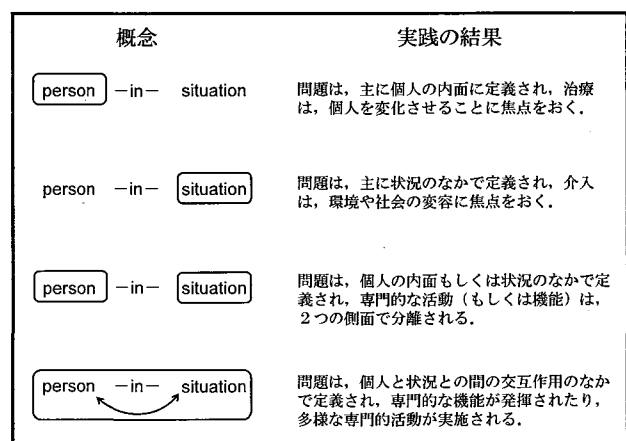 概念 実践の結果
person －in－ situation
問題は，主に個人の内面に定義され，治療
は，個人を変化させることに焦点をおく．
person －in－ situation
問題は，主に状況のなかで定義され，介入
は，環境や社会の変容に焦点をおく．
person －in－ situation
問題は，個人の内面もしくは状況のなかで定
義され，専門的な活動（もしくは機能）は，
２つの側面で分離される．
person －in－ situation
問題は，個人と状況との間の交互作用のなか
で定義され，専門的な機能が発揮されたり，
多様な専門的活動が実施される．